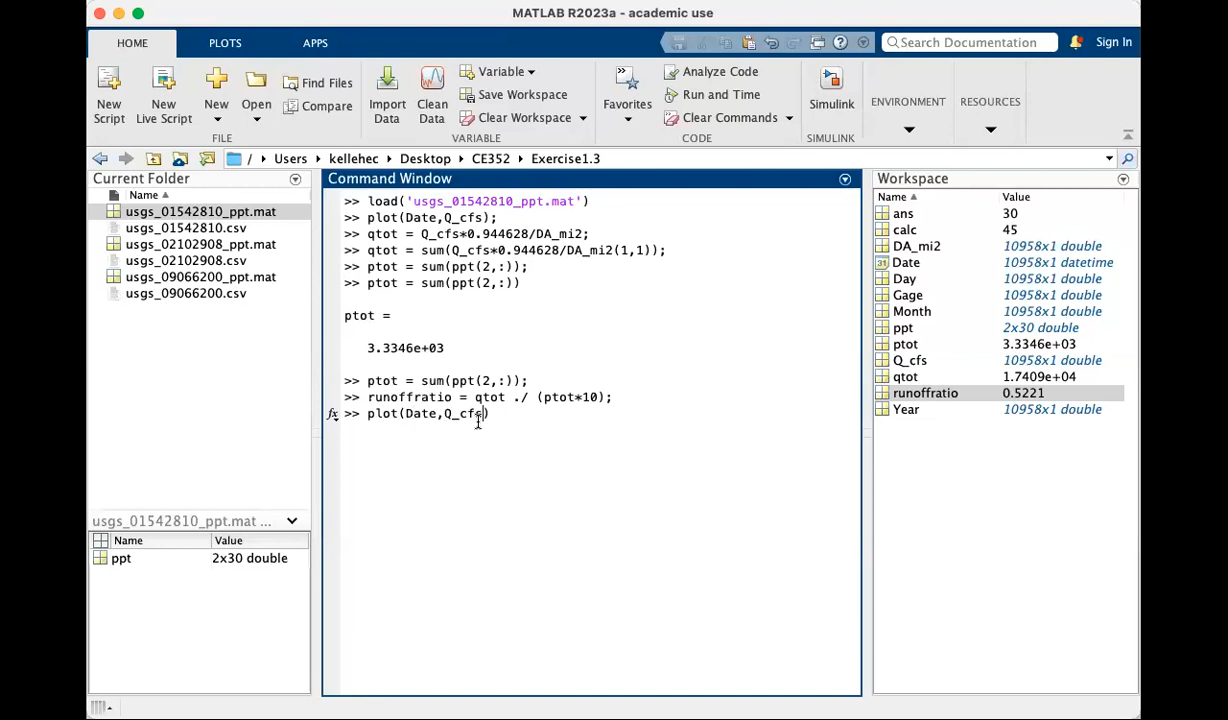 MATLAB R2023a - academic use
HOME PLOTS APPS Search Documentation Sign In
New Script New Live Script New Open Find Files Compare Import Data Clean Data Variable Save Workspace Clear Workspace Favorites Analyze Code Run and Time Clear Commands Simulink ENVIRONMENT RESOURCES
FILE VARIABLE CODE SIMULINK
/ Users kellehec Desktop CE352 Exercise1.3
Current Folder
Name
usgs_01542810_ppt.mat
usgs_01542810.csv
usgs_02102908_ppt.mat
usgs_02102908.csv
usgs_09066200_ppt.mat
usgs_09066200.csv
usgs_01542810_ppt.mat ...
Name Value
ppt 2x30 double
Command Window
>> load('usgs_01542810_ppt.mat')
>> plot(Date,Q_cfs);
>> qtot = Q_cfs*0.944628/DA_mi2;
>> qtot = sum(Q_cfs*0.944628/DA_mi2(1,1));
>> ptot = sum(ppt(2,:));
>> ptot = sum(ppt(2,:))
ptot =
3.3346e+03
>> ptot = sum(ppt(2,:));
>> runoffratio = qtot ./ (ptot*10);
fx >> plot(Date,Q_cfs)
Workspace
Name Value
ans 30
calc 45
DA_mi2 10958x1 double
Date 10958x1 datetime
Day 10958x1 double
Gage 10958x1 double
Month 10958x1 double
ppt 2x30 double
ptot 3.3346e+03
Q_cfs 10958x1 double
qtot 1.7409e+04
runoffratio 0.5221
Year 10958x1 double